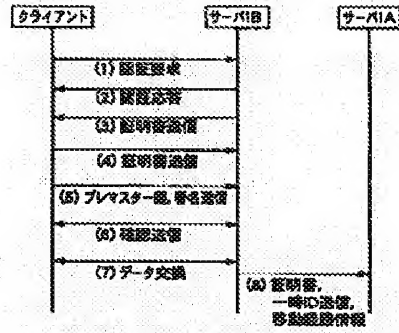 クライアント
サーバB
サーバA
(1) 認証要求
(2) 認証応答
(3) 証明書送信
(4) 証明書送信
(5) プレマスター鍵, 署名送信
(6) 確認送信
(7) データ交換
(8) 証明書,
一時ID送信,
移動経路情報